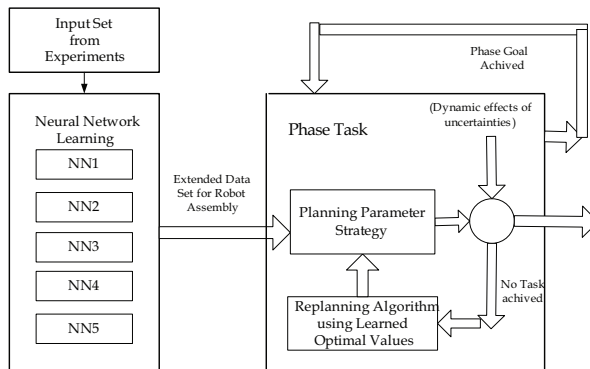 Input Set
from
Experiments
Neural Network
Learning
NN1
NN2
NN3
NN4
NN5
Extended Data
Set for Robot
Assembly
Phase Goal
Achived
(Dynamic effects of
uncertainties)
Phase Task
Planning Parameter
Strategy
No Task
achived
Replanning Algorithm
using Learned
Optimal Values